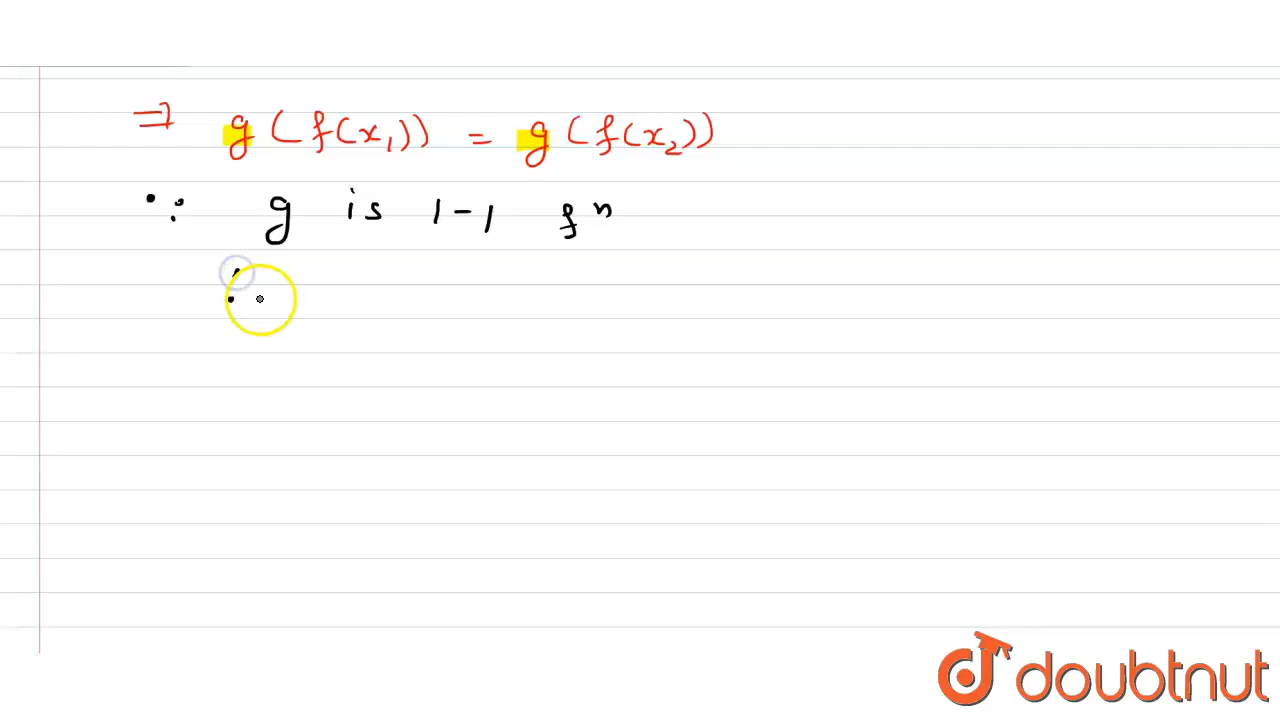 ⇒ g(f(x₁)) = g(f(x₂))
∵ g is 1-1 fⁿ
∴
doubtnut